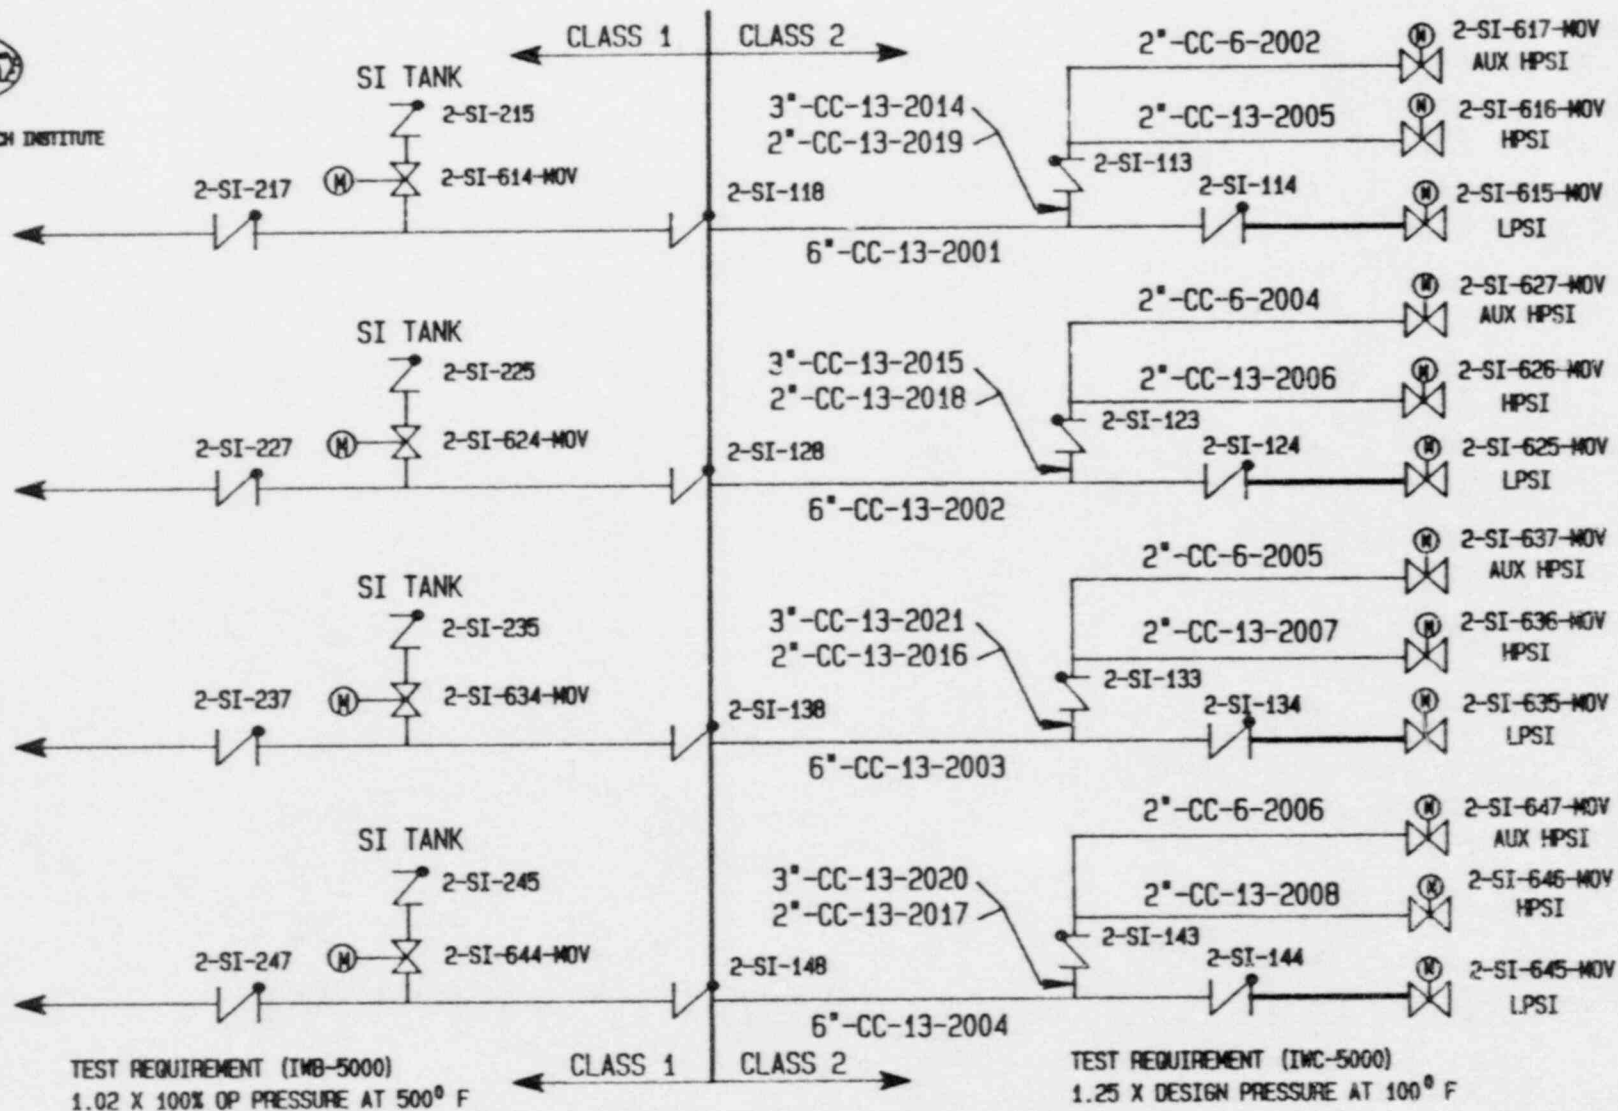 CLASS 1 CLASS 2
CH INSTITUTE
SI TANK
2-SI-215
2-SI-614-MOV
M
2-SI-217
2-SI-118
3"-CC-13-2014
2"-CC-13-2019
2"-CC-6-2002
2"-CC-13-2005
2-SI-113
2-SI-114
6"-CC-13-2001
M
2-SI-617-MOV
AUX HPSI
M
2-SI-616-MOV
HPSI
M
2-SI-615-MOV
LPSI
SI TANK
2-SI-225
2-SI-624-MOV
M
2-SI-227
2-SI-128
3"-CC-13-2015
2"-CC-13-2018
2"-CC-6-2004
2"-CC-13-2006
2-SI-123
2-SI-124
6"-CC-13-2002
M
2-SI-627-MOV
AUX HPSI
M
2-SI-626-MOV
HPSI
M
2-SI-625-MOV
LPSI
SI TANK
2-SI-235
2-SI-634-MOV
M
2-SI-237
2-SI-138
3"-CC-13-2021
2"-CC-13-2016
2"-CC-6-2005
2"-CC-13-2007
2-SI-133
2-SI-134
6"-CC-13-2003
M
2-SI-637-MOV
AUX HPSI
M
2-SI-636-MOV
HPSI
M
2-SI-635-MOV
LPSI
SI TANK
2-SI-245
2-SI-644-MOV
M
2-SI-247
2-SI-148
3"-CC-13-2020
2"-CC-13-2017
2"-CC-6-2006
2"-CC-13-2008
2-SI-143
2-SI-144
6"-CC-13-2004
M
2-SI-647-MOV
AUX HPSI
M
2-SI-646-MOV
HPSI
M
2-SI-645-MOV
LPSI
CLASS 1 CLASS 2
TEST REQUIREMENT (IWB-5000)
1.02 X 100% OP PRESSURE AT 500° F
TEST REQUIREMENT (IWC-5000)
1.25 X DESIGN PRESSURE AT 100° F